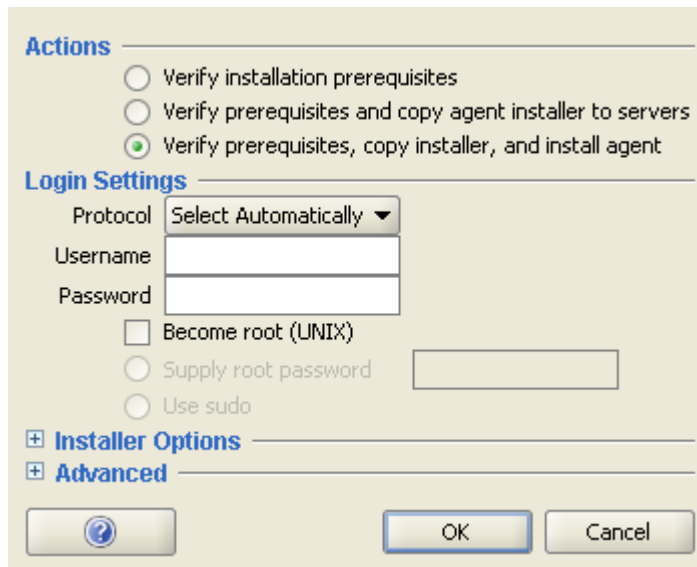 Actions
Verify installation prerequisites
Verify prerequisites and copy agent installer to servers
Verify prerequisites, copy installer, and install agent
Login Settings
Protocol Select Automatically
Username
Password
Become root (UNIX)
Supply root password
Use sudo
Installer Options
Advanced
? OK Cancel